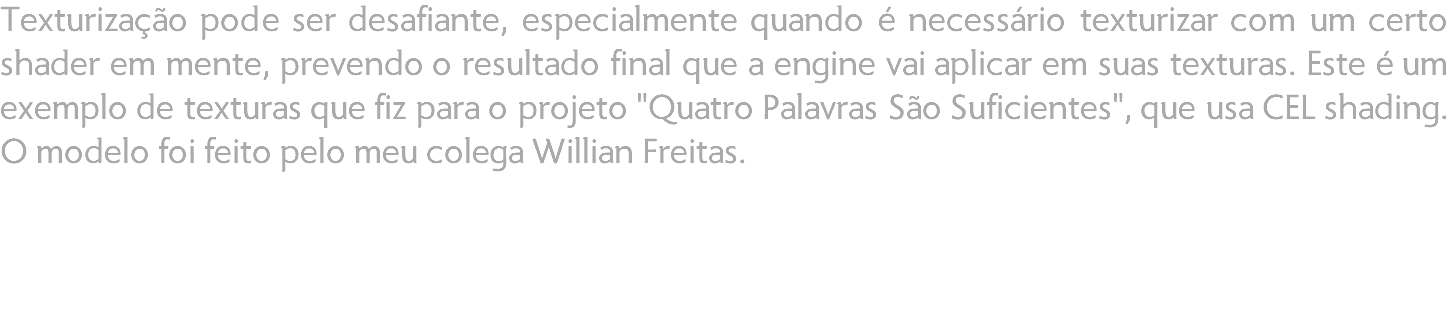 Texturização pode ser desafiante, especialmente quando é necessário texturizar com um certo
shader em mente, prevendo o resultado final que a engine vai aplicar em suas texturas. Este é um
exemplo de texturas que fiz para o projeto "Quatro Palavras São Suficientes", que usa CEL shading.
O modelo foi feito pelo meu colega Willian Freitas.